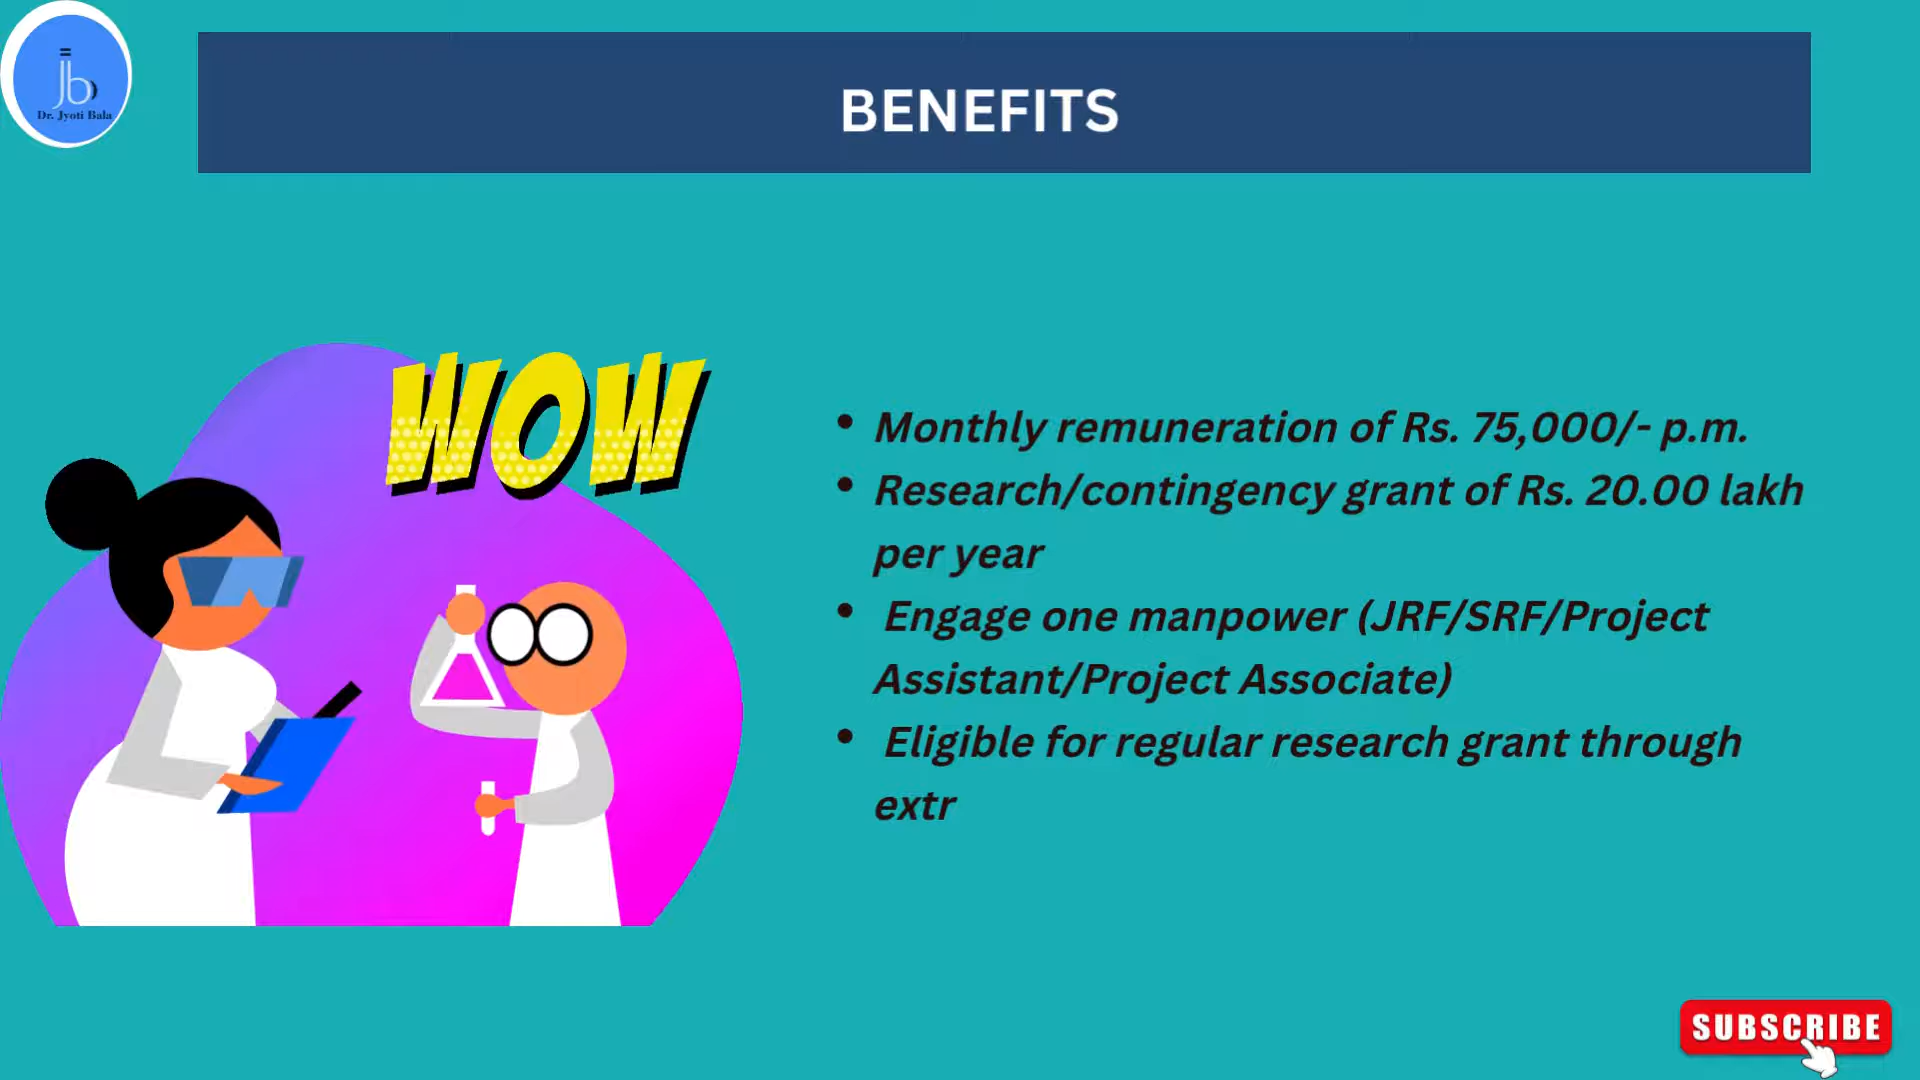 Jb
Dr. Jyoti Bala
BENEFITS
WOW
• Monthly remuneration of Rs. 75,000/- p.m.
• Research/contingency grant of Rs. 20.00 lakh
per year
• Engage one manpower (JRF/SRF/Project
Assistant/Project Associate)
• Eligible for regular research grant through
extr
SUBSCRIBE